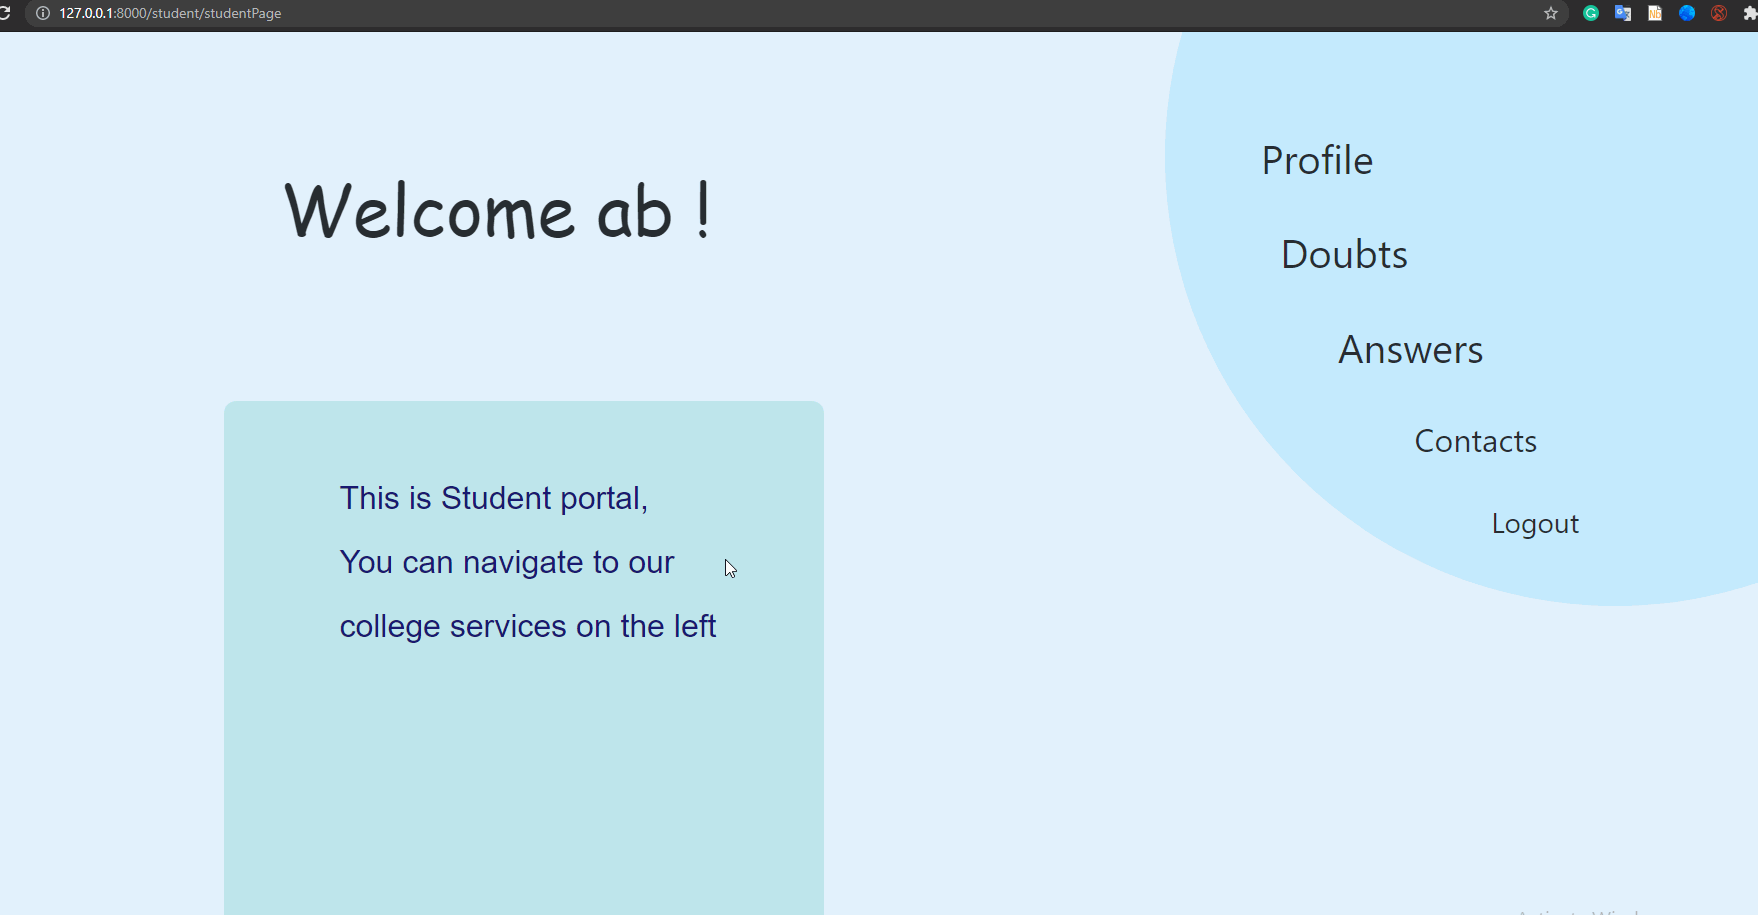 127.0.0.1:8000/student/studentPage
Welcome ab !
Profile
Doubts
Answers
Contacts
Logout
This is Student portal,
You can navigate to our
college services on the left